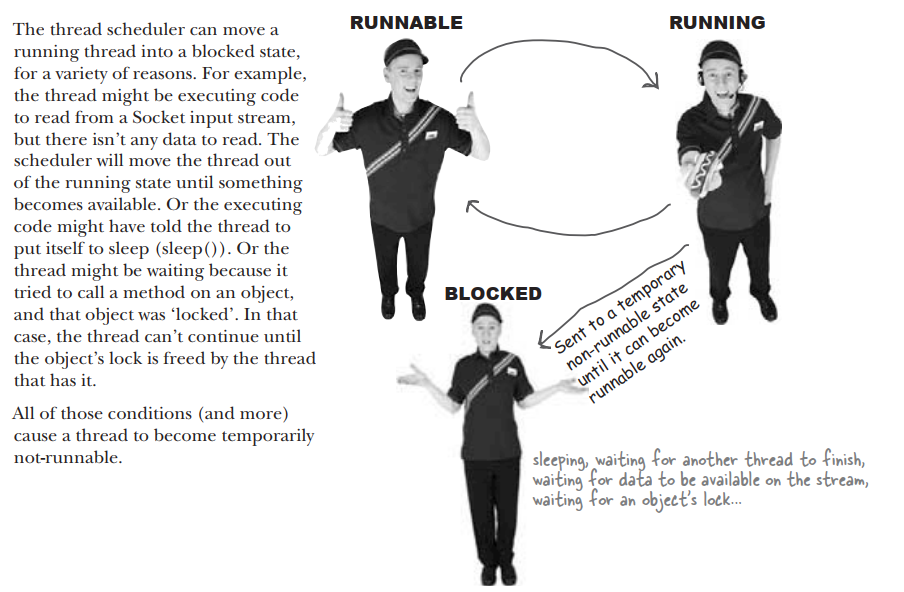 The thread scheduler can move a
running thread into a blocked state,
for a variety of reasons. For example,
the thread might be executing code
to read from a Socket input stream,
but there isn’t any data to read. The
scheduler will move the thread out
of the running state until something
becomes available. Or the executing
code might have told the thread to
put itself to sleep (sleep()). Or the
thread might be waiting because it
tried to call a method on an object,
and that object was ‘locked’. In that
case, the thread can’t continue until
the object’s lock is freed by the thread
that has it.
All of those conditions (and more)
cause a thread to become temporarily
not-runnable.
RUNNABLE
RUNNING
BLOCKED
Sent to a temporary
non-runnable state
until it can become
runnable again.
sleeping, waiting for another thread to finish,
waiting for data to be available on the stream,
waiting for an object’s lock...